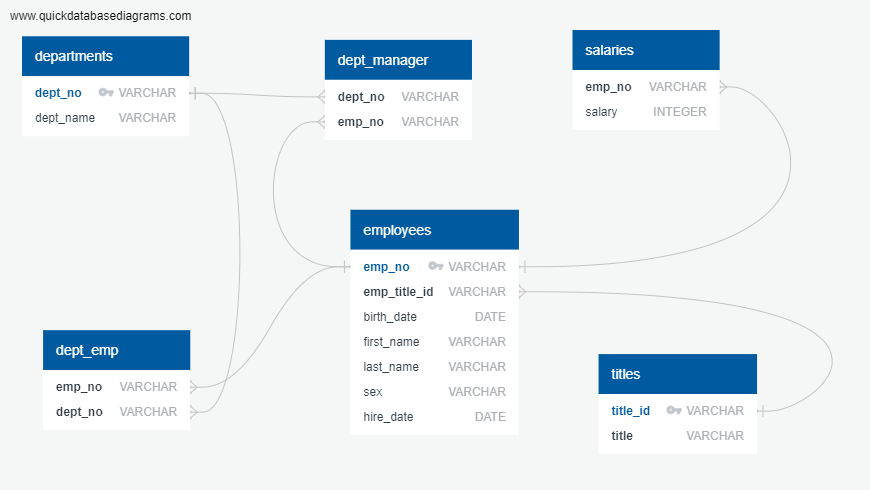 www.quickdatabasediagrams.com
departments
dept_no VARCHAR
dept_name VARCHAR
dept_manager
dept_no VARCHAR
emp_no VARCHAR
salaries
emp_no VARCHAR
salary INTEGER
employees
emp_no VARCHAR
emp_title_id VARCHAR
birth_date DATE
first_name VARCHAR
last_name VARCHAR
sex VARCHAR
hire_date DATE
dept_emp
emp_no VARCHAR
dept_no VARCHAR
titles
title_id VARCHAR
title VARCHAR